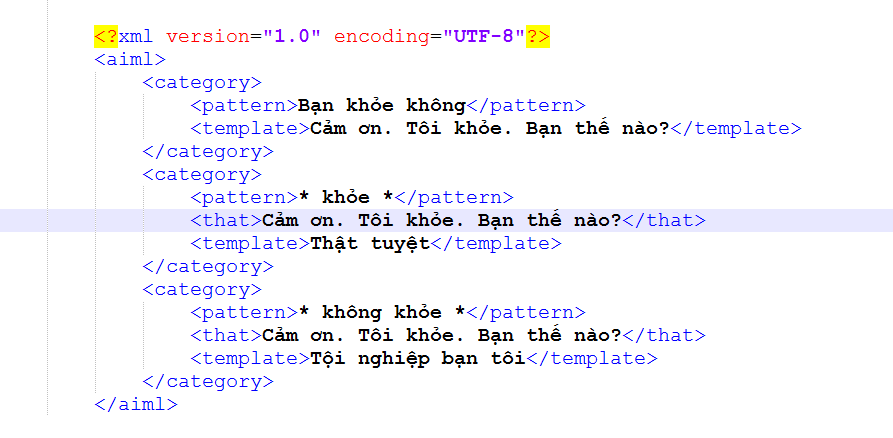 <?xml version="1.0" encoding="UTF-8"?>
<aiml>
<category>
<pattern>Bạn khỏe không</pattern>
<template>Cảm ơn. Tôi khỏe. Bạn thế nào?</template>
</category>
<category>
<pattern>* khỏe *</pattern>
<that>Cảm ơn. Tôi khỏe. Bạn thế nào?</that>
<template>Thật tuyệt</template>
</category>
<category>
<pattern>* không khỏe *</pattern>
<that>Cảm ơn. Tôi khỏe. Bạn thế nào?</that>
<template>Tội nghiệp bạn tôi</template>
</category>
</aiml>